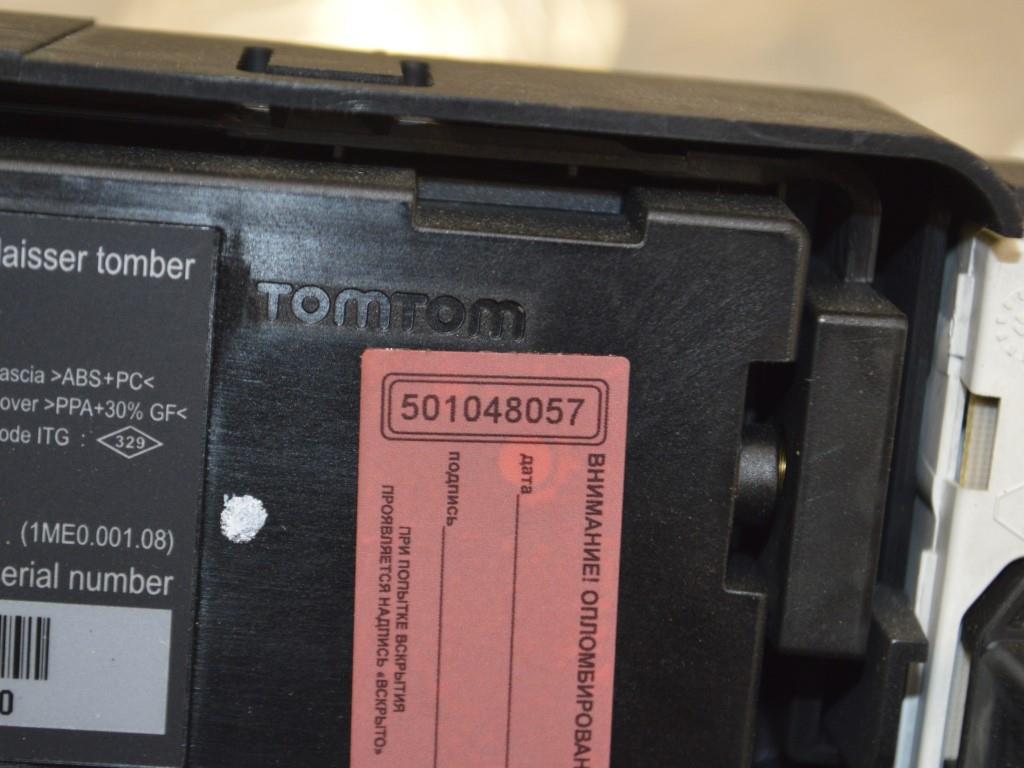 laisser tomber
ascia >ABS+PC<
over >PPA+30% GF<
ode ITG : 329
(1ME0.001.08)
erial number
0
TOMTOM
501048057
ВНИМАНИЕ! ОПЛОМБИРОВАН
дата
подпись
ПРИ ПОПЫТКЕ ВСКРЫТИЯ
ПРОЯВЛЯЕТСЯ НАДПИСЬ «ВСКРЫТО»